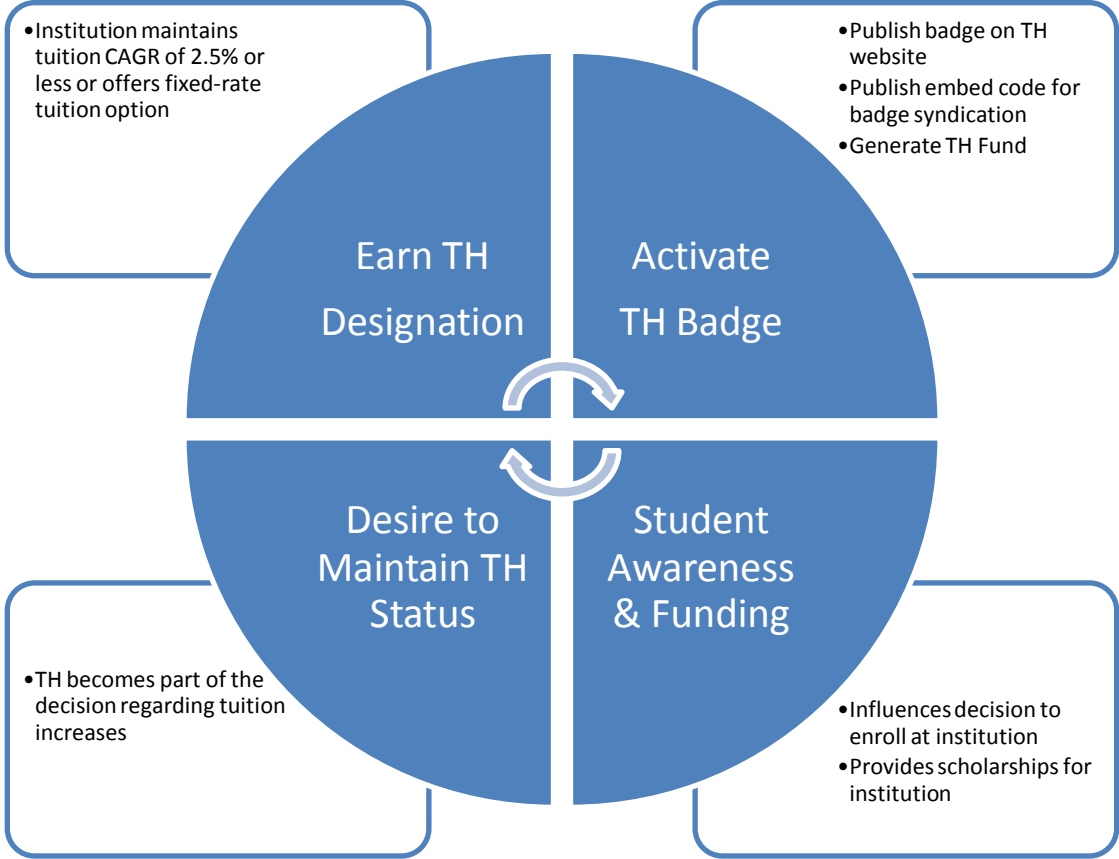 •Institution maintains
tuition CAGR of 2.5% or
less or offers fixed-rate
tuition option
•Publish badge on TH
website
•Publish embed code for
badge syndication
•Generate TH Fund
Earn TH
Designation
Activate
TH Badge
Desire to
Maintain TH
Status
Student
Awareness
& Funding
•TH becomes part of the
decision regarding tuition
increases
•Influences decision to
enroll at institution
•Provides scholarships for
institution